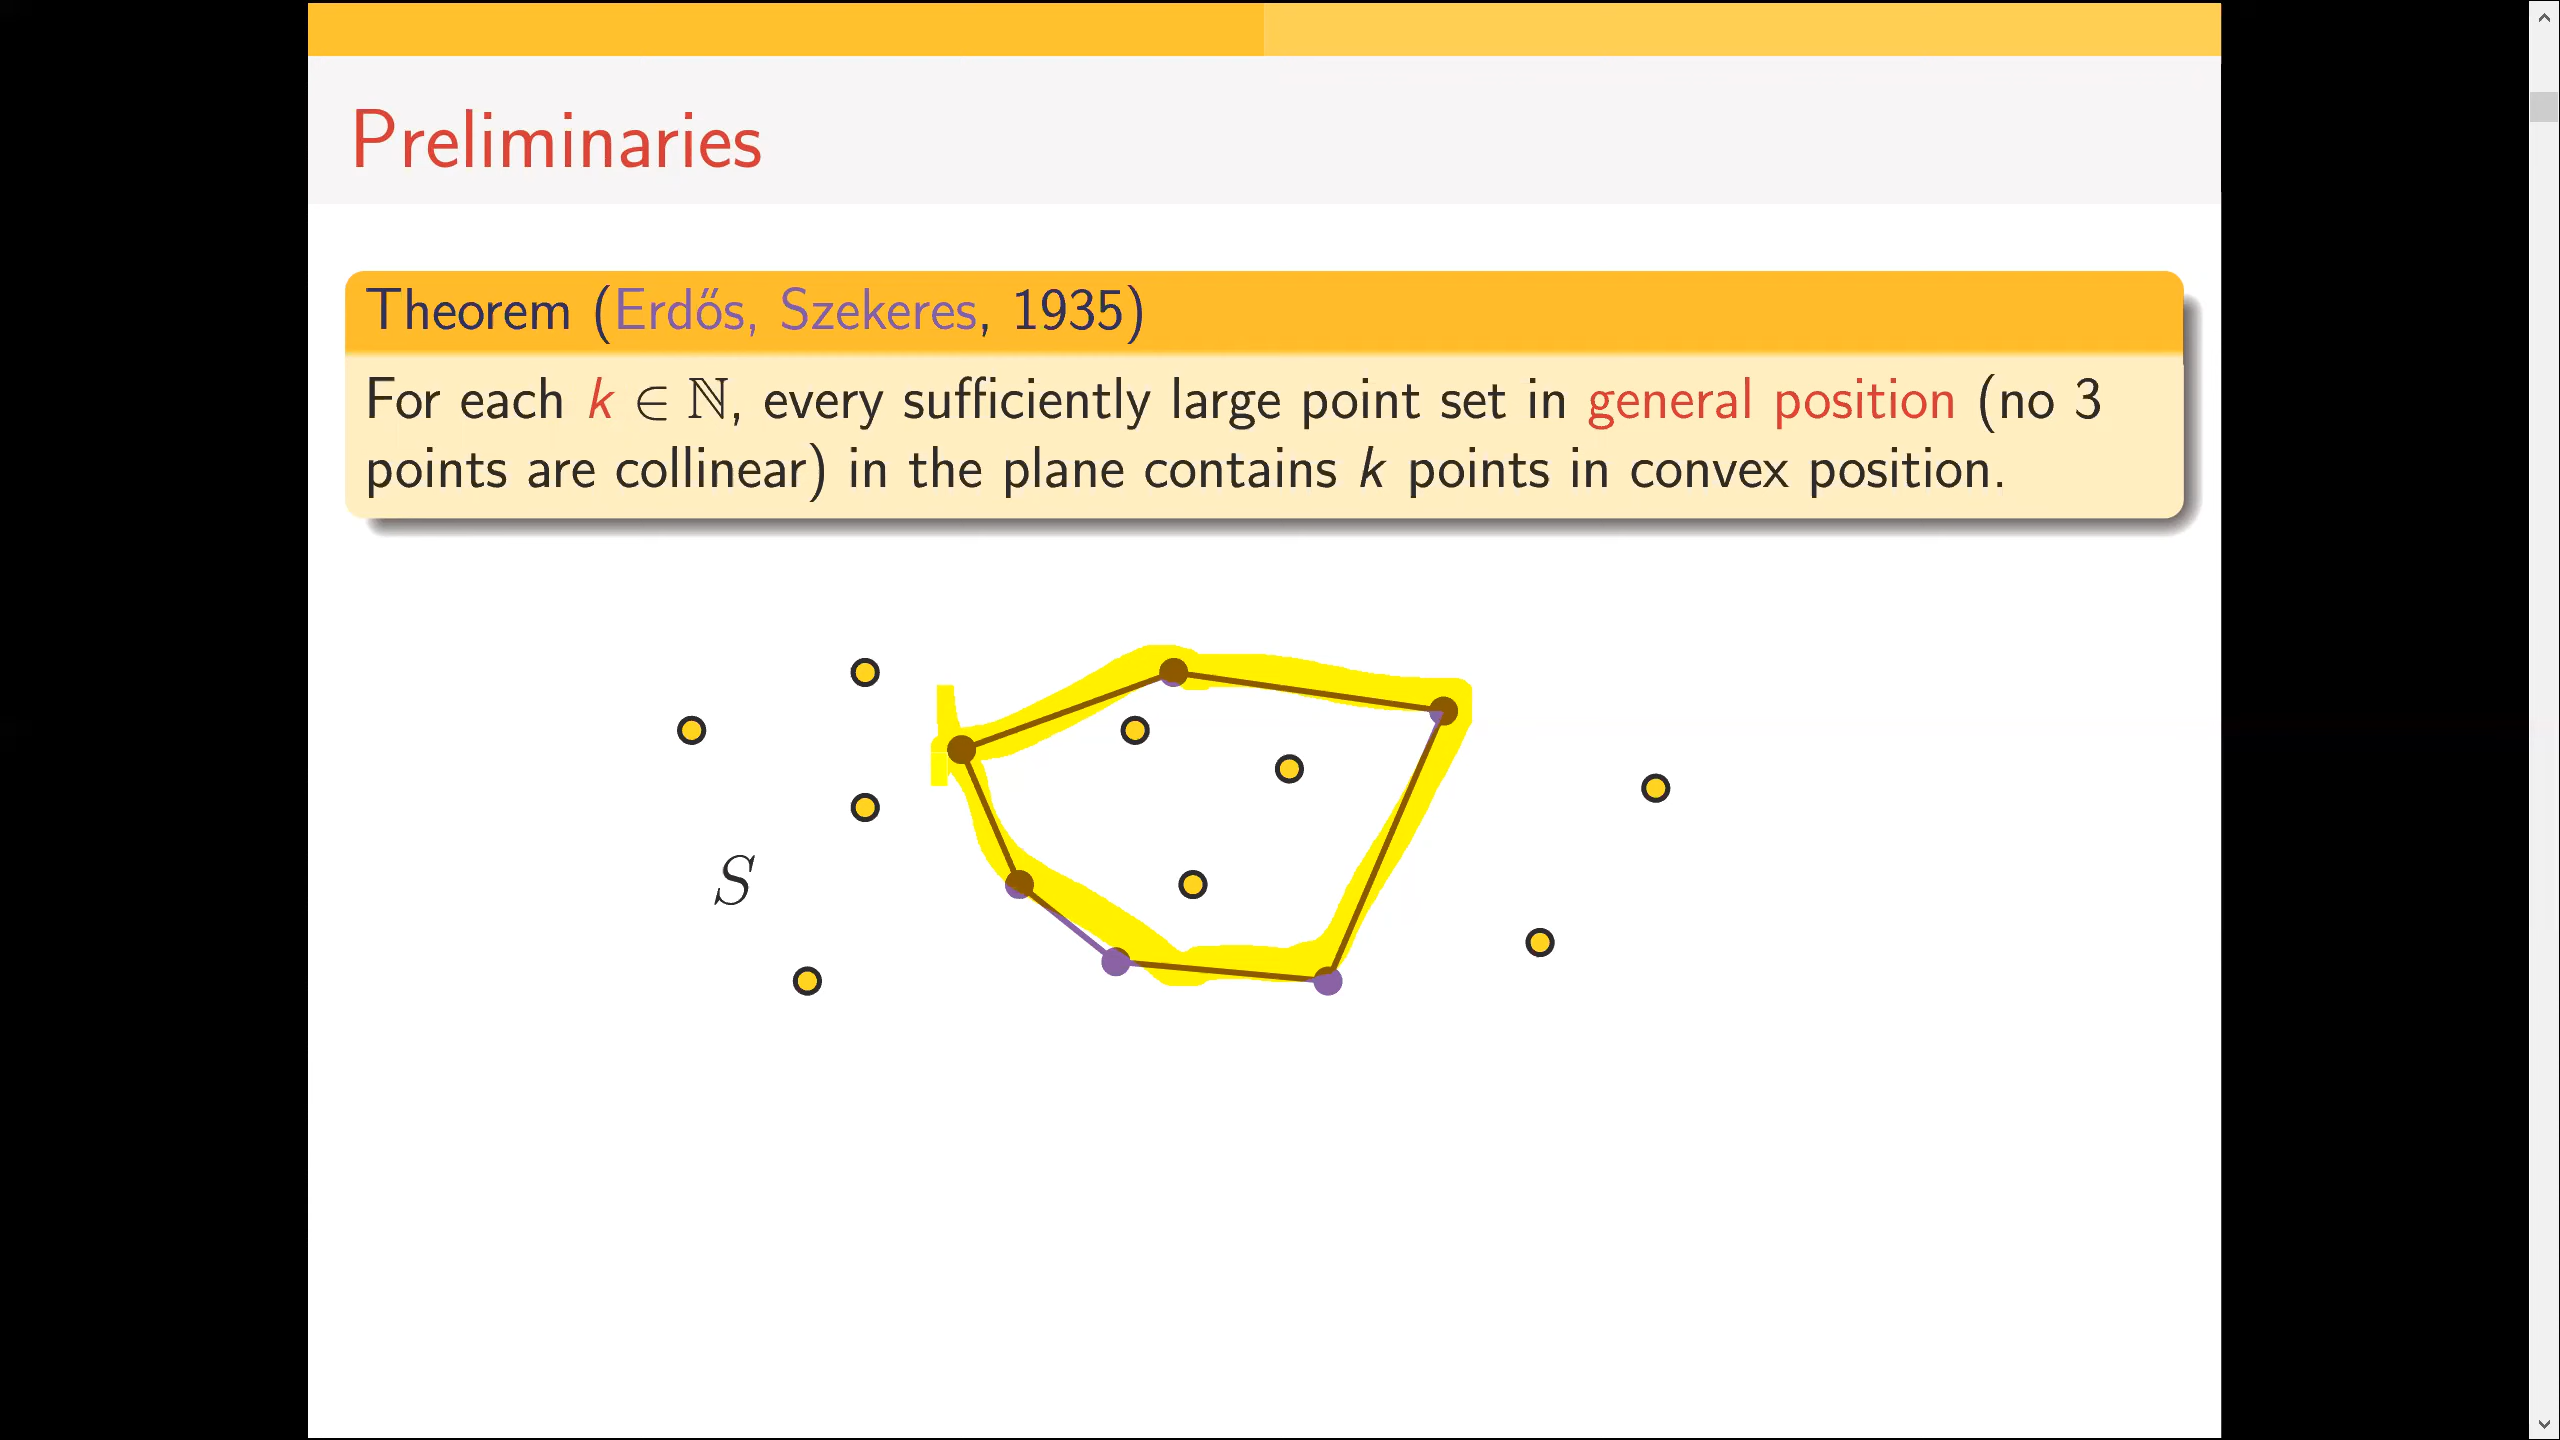 Preliminaries
Theorem (Erdős, Szekeres, 1935)
For each k ∈ ℕ, every sufficiently large point set in general position (no 3
points are collinear) in the plane contains k points in convex position.
S